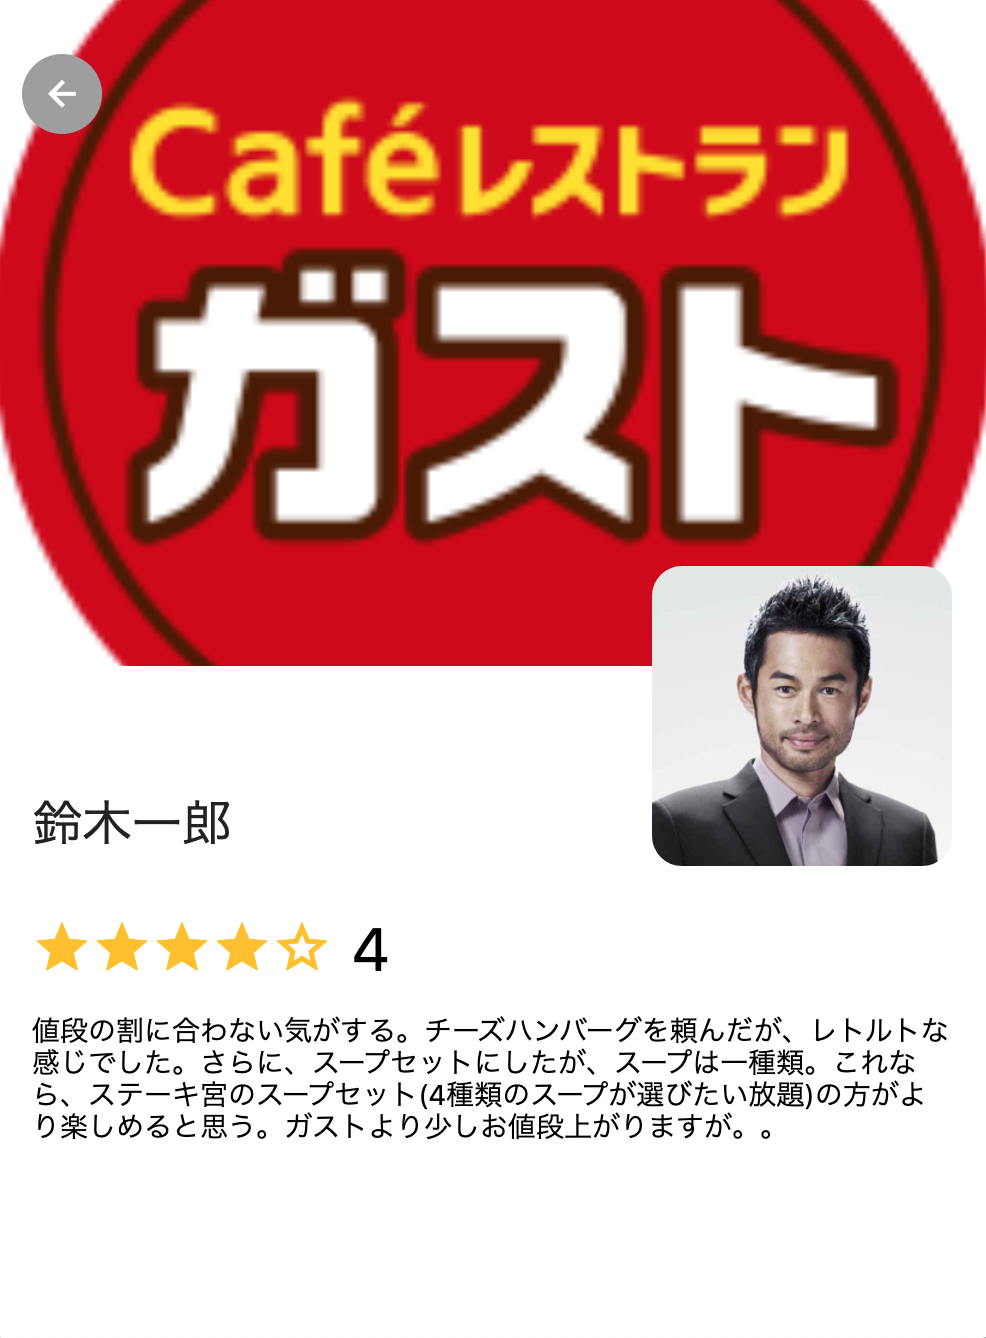 Caféレストラン
ガスト
鈴木一郎
4
値段の割に合わない気がする。チーズハンバーグを頼んだが、レトルトな
感じでした。さらに、スープセットにしたが、スープは一種類。これな
ら、ステーキ宮のスープセット(4種類のスープが選びたい放題)の方がよ
り楽しめると思う。ガストより少しお値段上がりますが。。